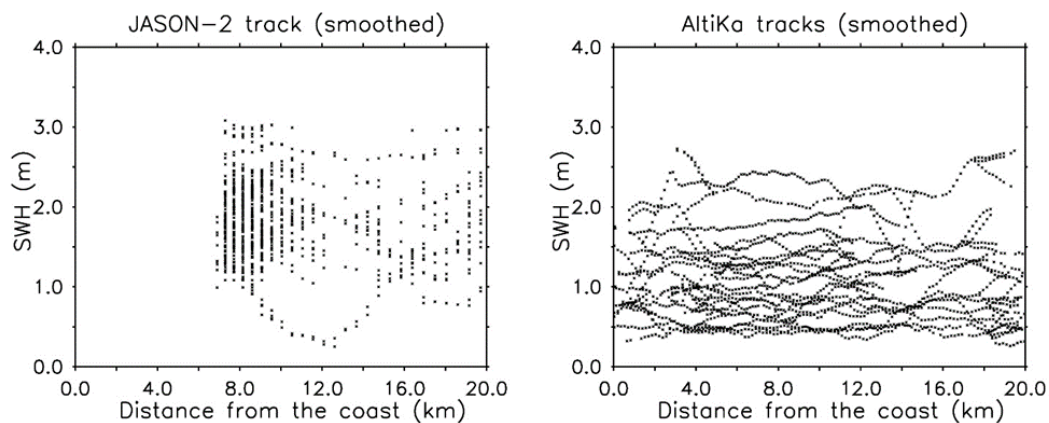 JASON-2 track (smoothed)
4.0
3.0
2.0
1.0
0.0
SWH (m)
0.0 4.0 8.0 12.0 16.0 20.0
Distance from the coast (km)
AltiKa tracks (smoothed)
4.0
3.0
2.0
1.0
0.0
SWH (m)
0.0 4.0 8.0 12.0 16.0 20.0
Distance from the coast (km)